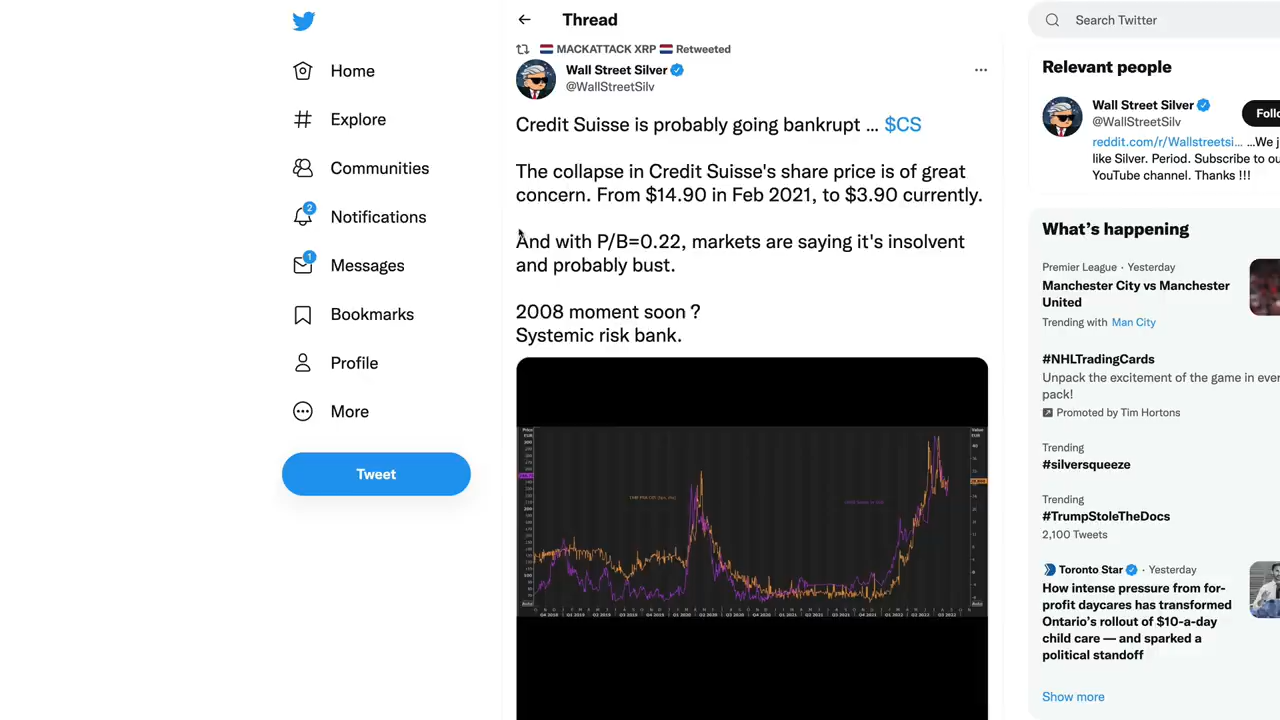 Thread
Search Twitter
MACKATTACK XRP Retweeted
Wall Street Silver
@WallStreetSilv
Credit Suisse is probably going bankrupt ... $CS
The collapse in Credit Suisse's share price is of great
concern. From $14.90 in Feb 2021, to $3.90 currently.
And with P/B=0.22, markets are saying it's insolvent
and probably bust.
2008 moment soon ?
Systemic risk bank.
Home
Explore
Communities
2
Notifications
1
Messages
Bookmarks
Profile
More
Tweet
Relevant people
Wall Street Silver
@WallStreetSilv
Follo
reddit.com/r/Wallstreetsi... ...We j
like Silver. Period. Subscribe to ou
YouTube channel. Thanks !!!
What's happening
Premier League · Yesterday
Manchester City vs Manchester
United
Trending with Man City
#NHLTradingCards
Unpack the excitement of the game in ever
pack!
Promoted by Tim Hortons
Trending
#silversqueeze
Trending
#TrumpStoleTheDocs
2,100 Tweets
Toronto Star · Yesterday
How intense pressure from for-
profit daycares has transformed
Ontario's rollout of $10-a-day
child care — and sparked a
political standoff
Show more